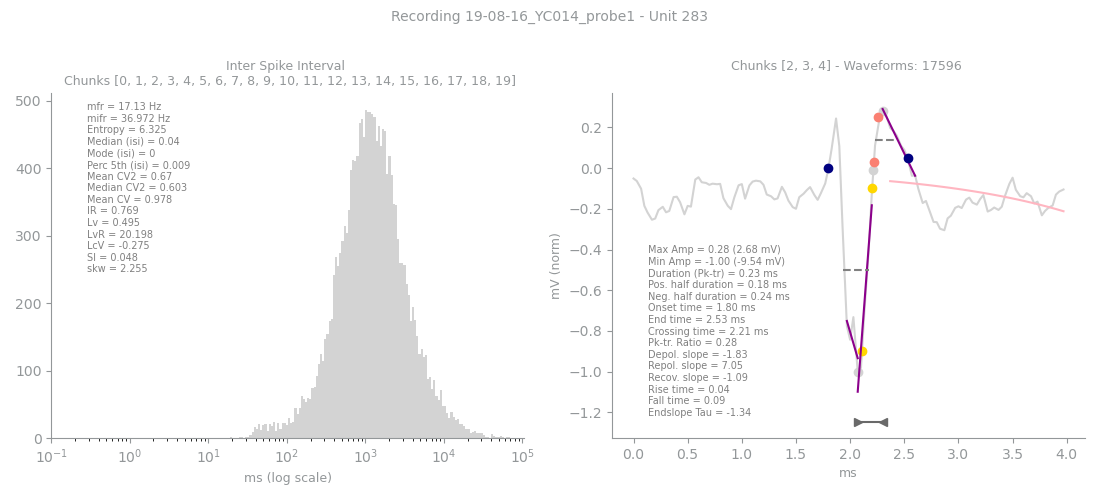 Recording 19-08-16_YC014_probe1 - Unit 283
Inter Spike Interval
Chunks [0, 1, 2, 3, 4, 5, 6, 7, 8, 9, 10, 11, 12, 13, 14, 15, 16, 17, 18, 19]
500
400
300
200
100
0
mfr = 17.13 Hz
mifr = 36.972 Hz
Entropy = 6.325
Median (isi) = 0.04
Mode (isi) = 0
Perc 5th (isi) = 0.009
Mean CV2 = 0.67
Median CV2 = 0.603
Mean CV = 0.978
IR = 0.769
Lv = 0.495
LvR = 20.198
LcV = -0.275
SI = 0.048
skw = 2.255
10⁻¹ 10⁰ 10¹ 10² 10³ 10⁴ 10⁵
ms (log scale)
Chunks [2, 3, 4] - Waveforms: 17596
mV (norm)
0.2
0.0
−0.2
−0.4
−0.6
−0.8
−1.0
−1.2
Max Amp = 0.28 (2.68 mV)
Min Amp = -1.00 (-9.54 mV)
Duration (Pk-tr) = 0.23 ms
Pos. half duration = 0.18 ms
Neg. half duration = 0.24 ms
Onset time = 1.80 ms
End time = 2.53 ms
Crossing time = 2.21 ms
Pk-tr. Ratio = 0.28
Depol. slope = -1.83
Repol. slope = 7.05
Recov. slope = -1.09
Rise time = 0.04
Fall time = 0.09
Endslope Tau = -1.34
0.0 0.5 1.0 1.5 2.0 2.5 3.0 3.5 4.0
ms